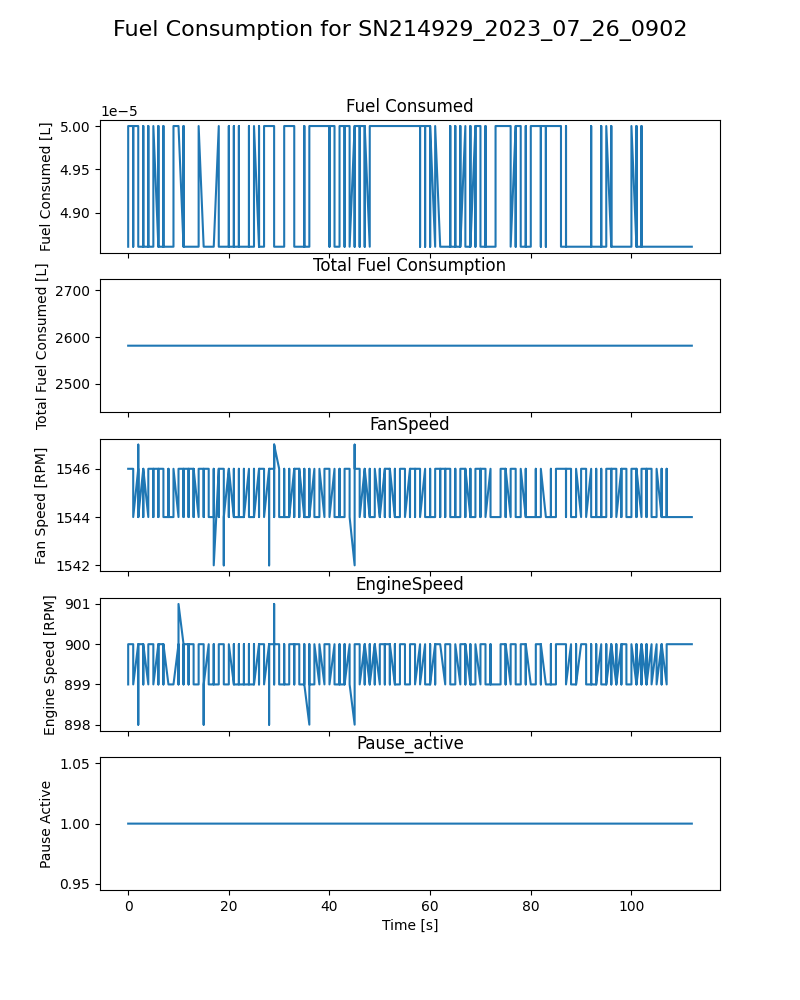 Fuel Consumption for SN214929_2023_07_26_0902
Fuel Consumed
1e−5
5.00
4.95
4.90
Fuel Consumed [L]
Total Fuel Consumption
2700
2600
2500
Total Fuel Consumed [L]
FanSpeed
1546
1544
1542
Fan Speed [RPM]
EngineSpeed
901
900
899
898
Engine Speed [RPM]
Pause_active
1.05
1.00
0.95
Pause Active
0 20 40 60 80 100
Time [s]